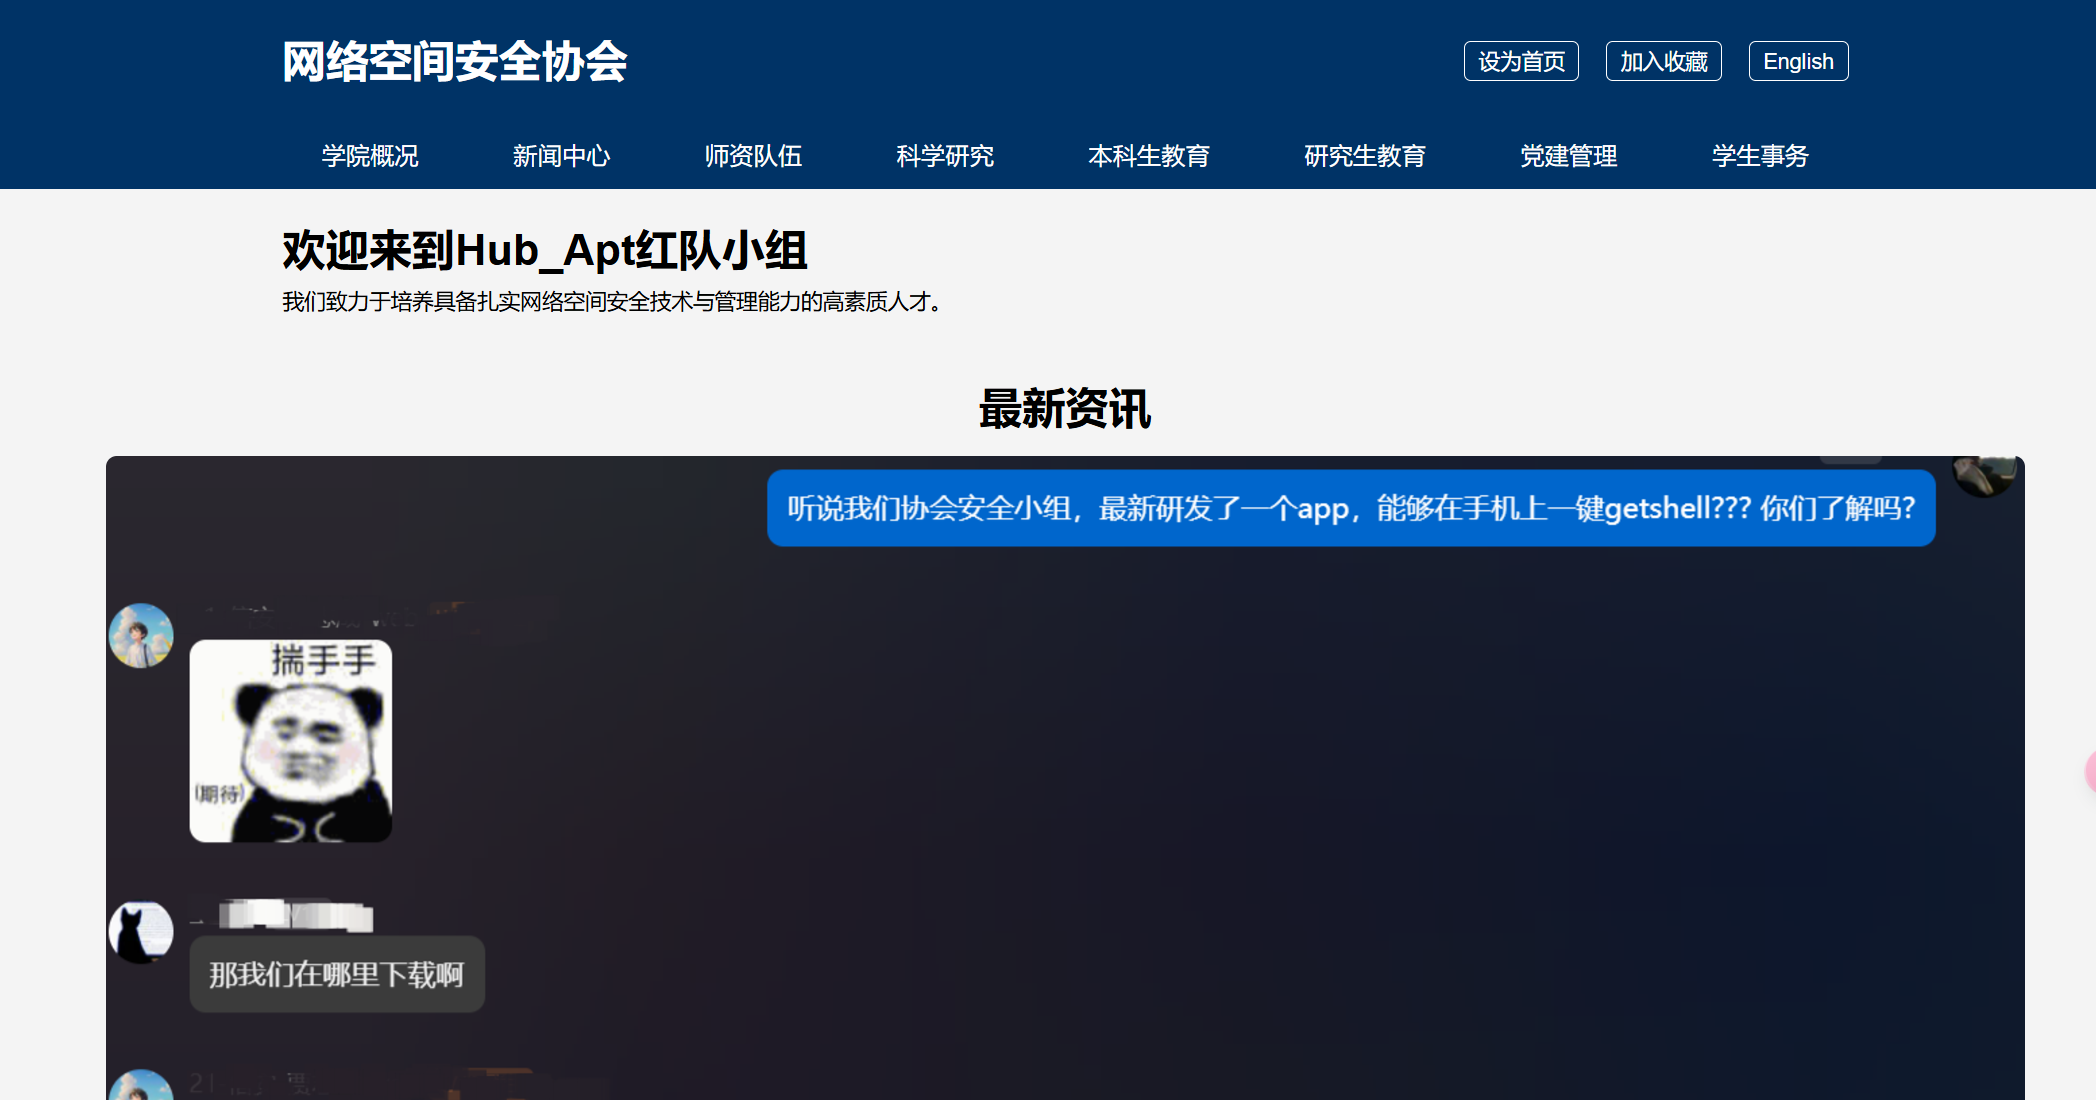 网络空间安全协会
设为首页
加入收藏
English
学院概况
新闻中心
师资队伍
科学研究
本科生教育
研究生教育
党建管理
学生事务
欢迎来到Hub_Apt红队小组
我们致力于培养具备扎实网络空间安全技术与管理能力的高素质人才。
最新资讯
听说我们协会安全小组，最新研发了一个app，能够在手机上一键getshell??? 你们了解吗?
揣手手
(期待)
那我们在哪里下载啊